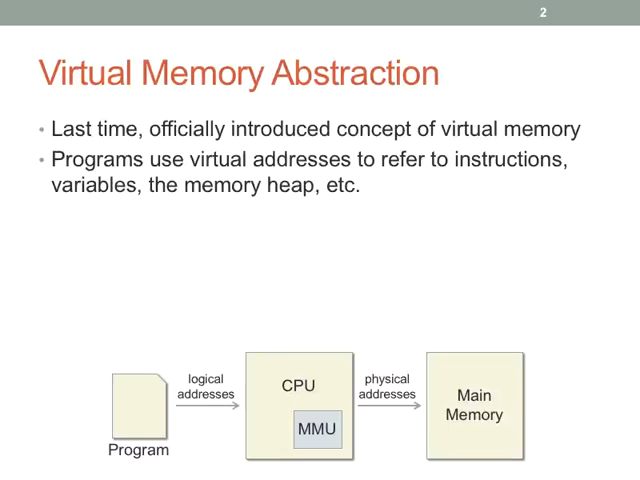 2
Virtual Memory Abstraction
• Last time, officially introduced concept of virtual memory
• Programs use virtual addresses to refer to instructions,
variables, the memory heap, etc.
logical
addresses
CPU
MMU
physical
addresses
Main
Memory
Program